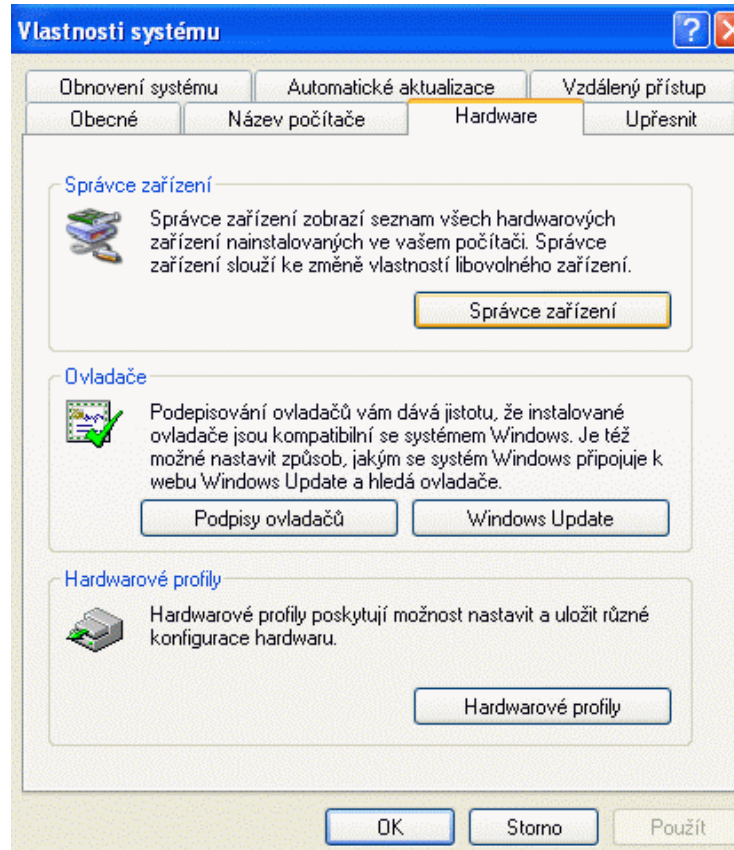 Vlastnosti systému
Obnovení systému Automatické aktualizace Vzdálený přístup
Obecné Název počítače Hardware Upřesnit
Správce zařízení
Správce zařízení zobrazí seznam všech hardwarových
zařízení nainstalovaných ve vašem počítači. Správce
zařízení slouží ke změně vlastností libovolného zařízení.
Správce zařízení
Ovladače
Podepisování ovladačů vám dává jistotu, že instalované
ovladače jsou kompatibilní se systémem Windows. Je též
možné nastavit způsob, jakým se systém Windows připojuje k
webu Windows Update a hledá ovladače.
Podpisy ovladačů Windows Update
Hardwarové profily
Hardwarové profily poskytují možnost nastavit a uložit různé
konfigurace hardwaru.
Hardwarové profily
OK Storno Použít